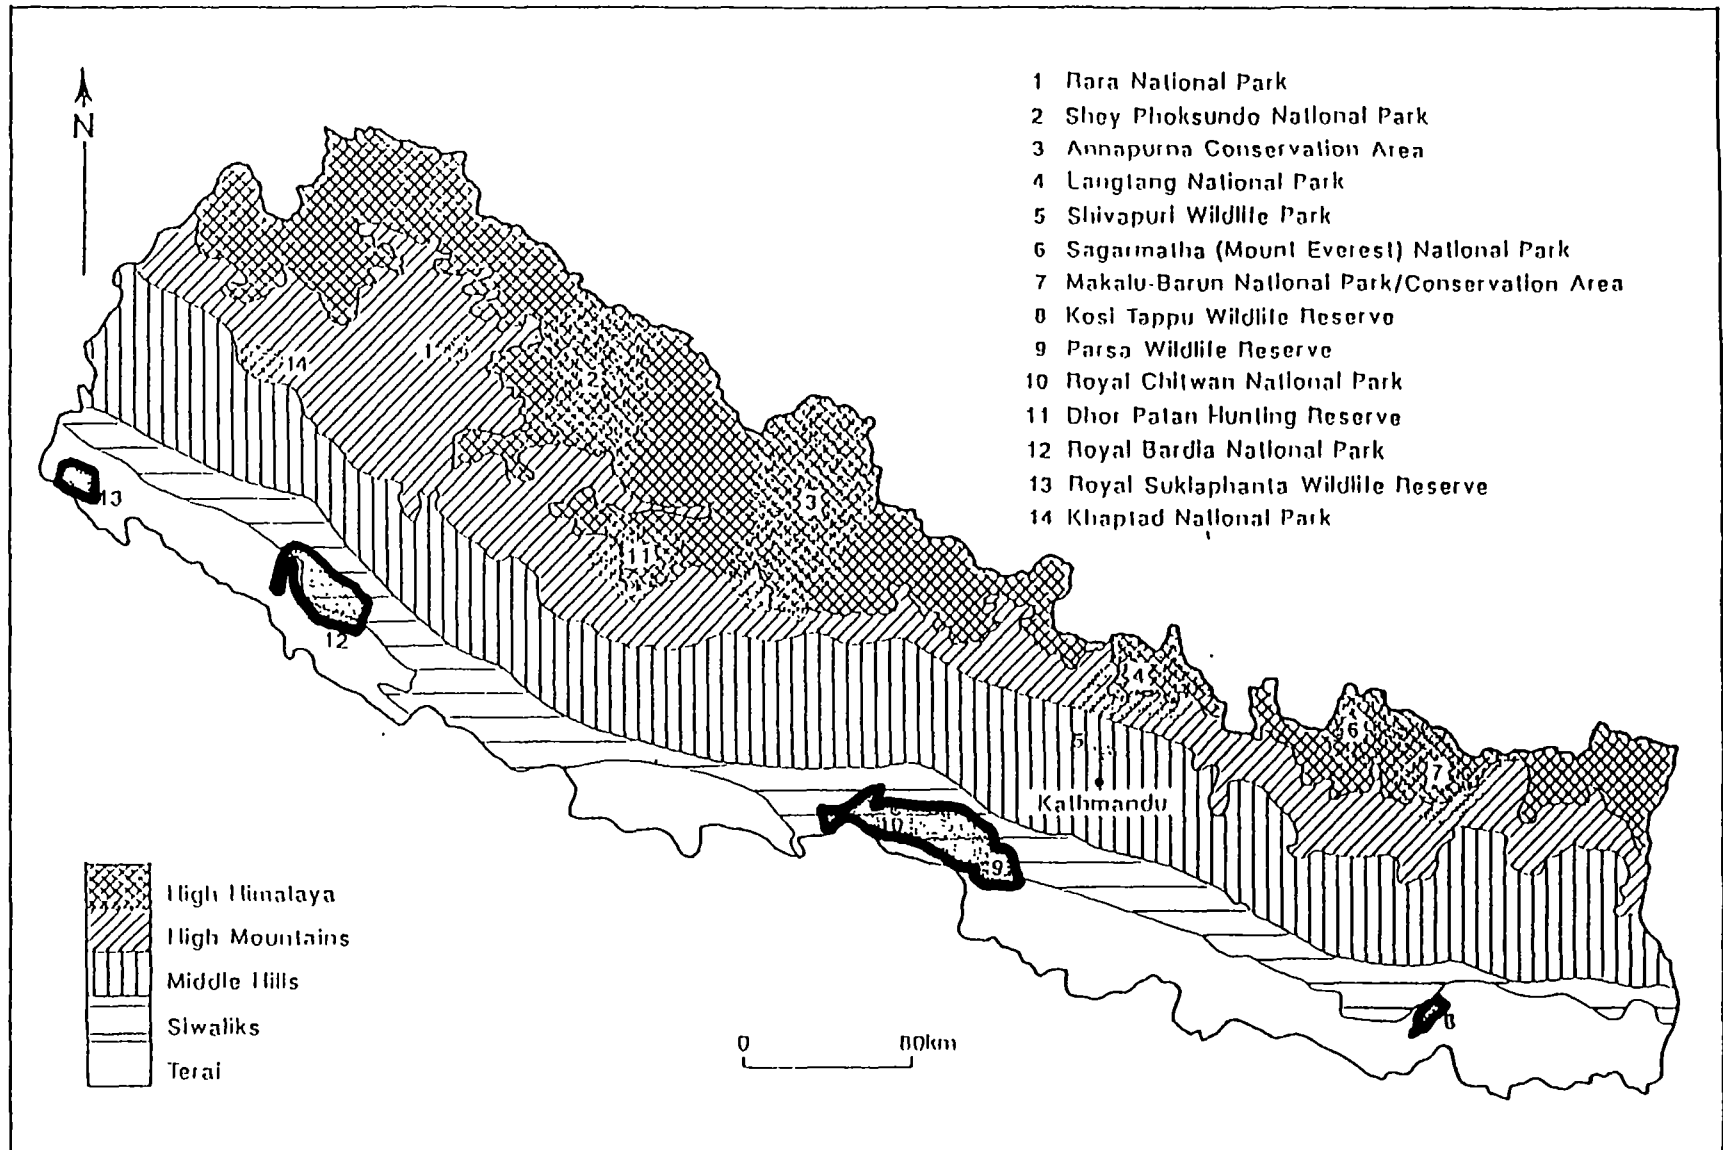 N
1 Rara National Park
2 Shey Phoksundo National Park
3 Annapurna Conservation Area
4 Langtang National Park
5 Shivapuri Wildlife Park
6 Sagarmatha (Mount Everest) National Park
7 Makalu-Barun National Park/Conservation Area
8 Kosi Tappu Wildlife Reserve
9 Parsa Wildlife Reserve
10 Royal Chitwan National Park
11 Dhor Patan Hunting Reserve
12 Royal Bardia National Park
13 Royal Suklaphanta Wildlife Reserve
14 Khaptad National Park
1
14
2
13
3
11
12
4
6
5
7
Kathmandu
10
9
8
High Himalaya
High Mountains
Middle Hills
Siwaliks
Terai
0 80km